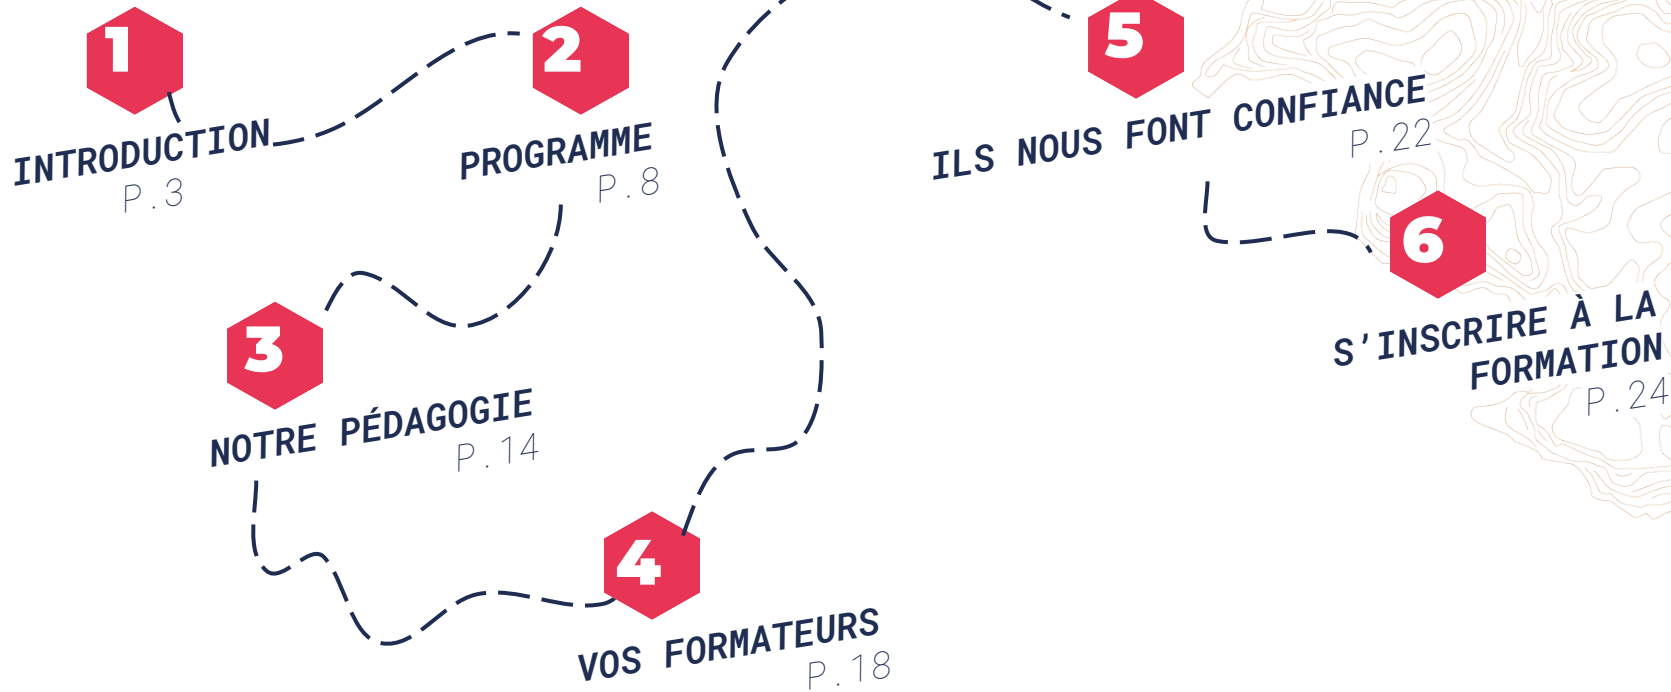 1
INTRODUCTION
P.3
2
PROGRAMME
P.8
3
NOTRE PÉDAGOGIE
P.14
4
VOS FORMATEURS
P.18
5
ILS NOUS FONT CONFIANCE
P.22
6
S'INSCRIRE À LA
FORMATION
P.24